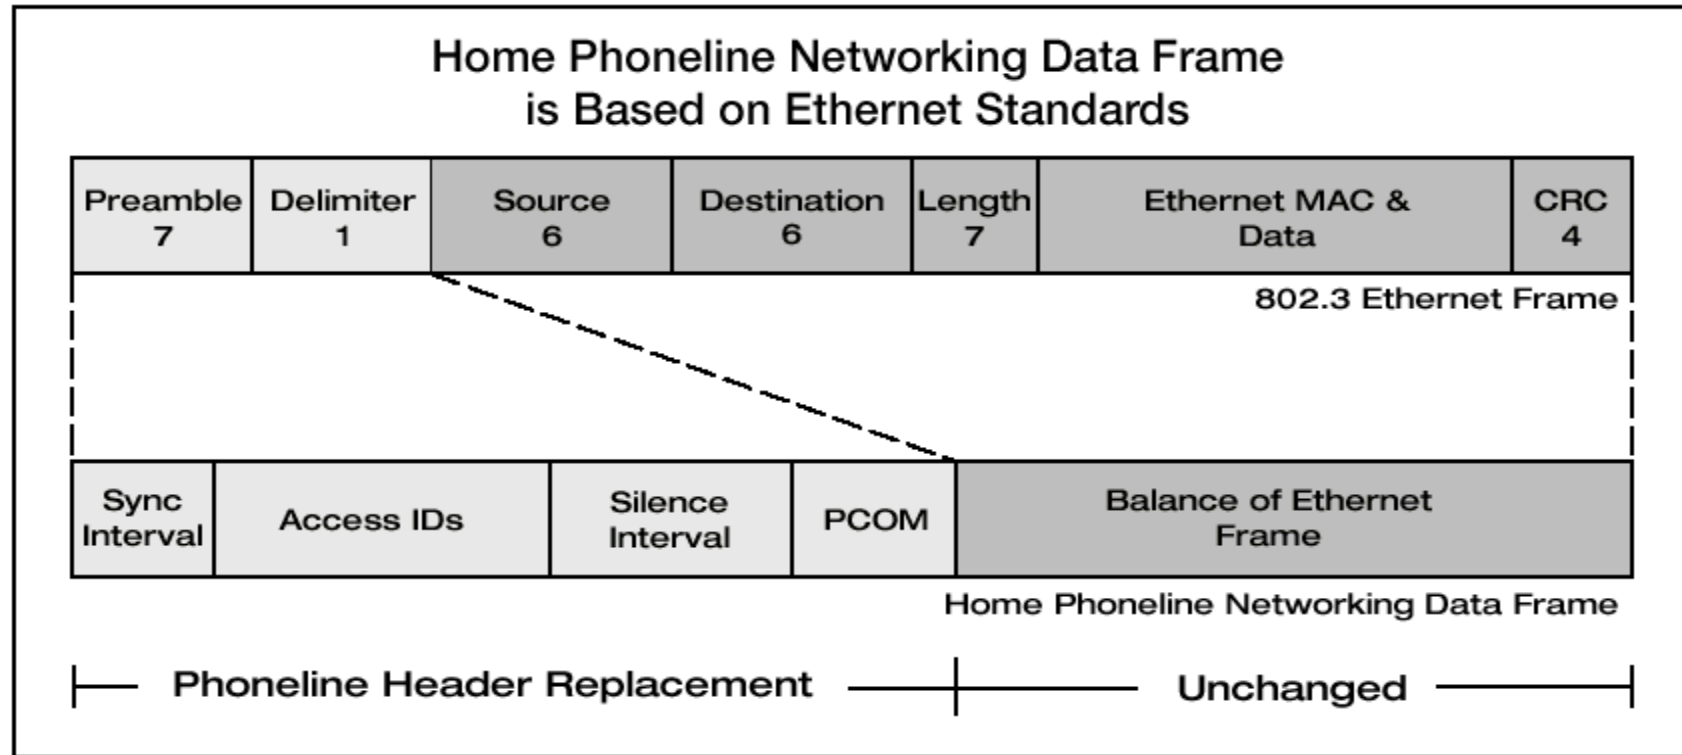 Home Phoneline Networking Data Frame
is Based on Ethernet Standards
Preamble
7
Delimiter
1
Source
6
Destination
6
Length
7
Ethernet MAC &
Data
CRC
4
802.3 Ethernet Frame
Sync
Interval
Access IDs
Silence
Interval
PCOM
Balance of Ethernet
Frame
Home Phoneline Networking Data Frame
Phoneline Header Replacement
Unchanged